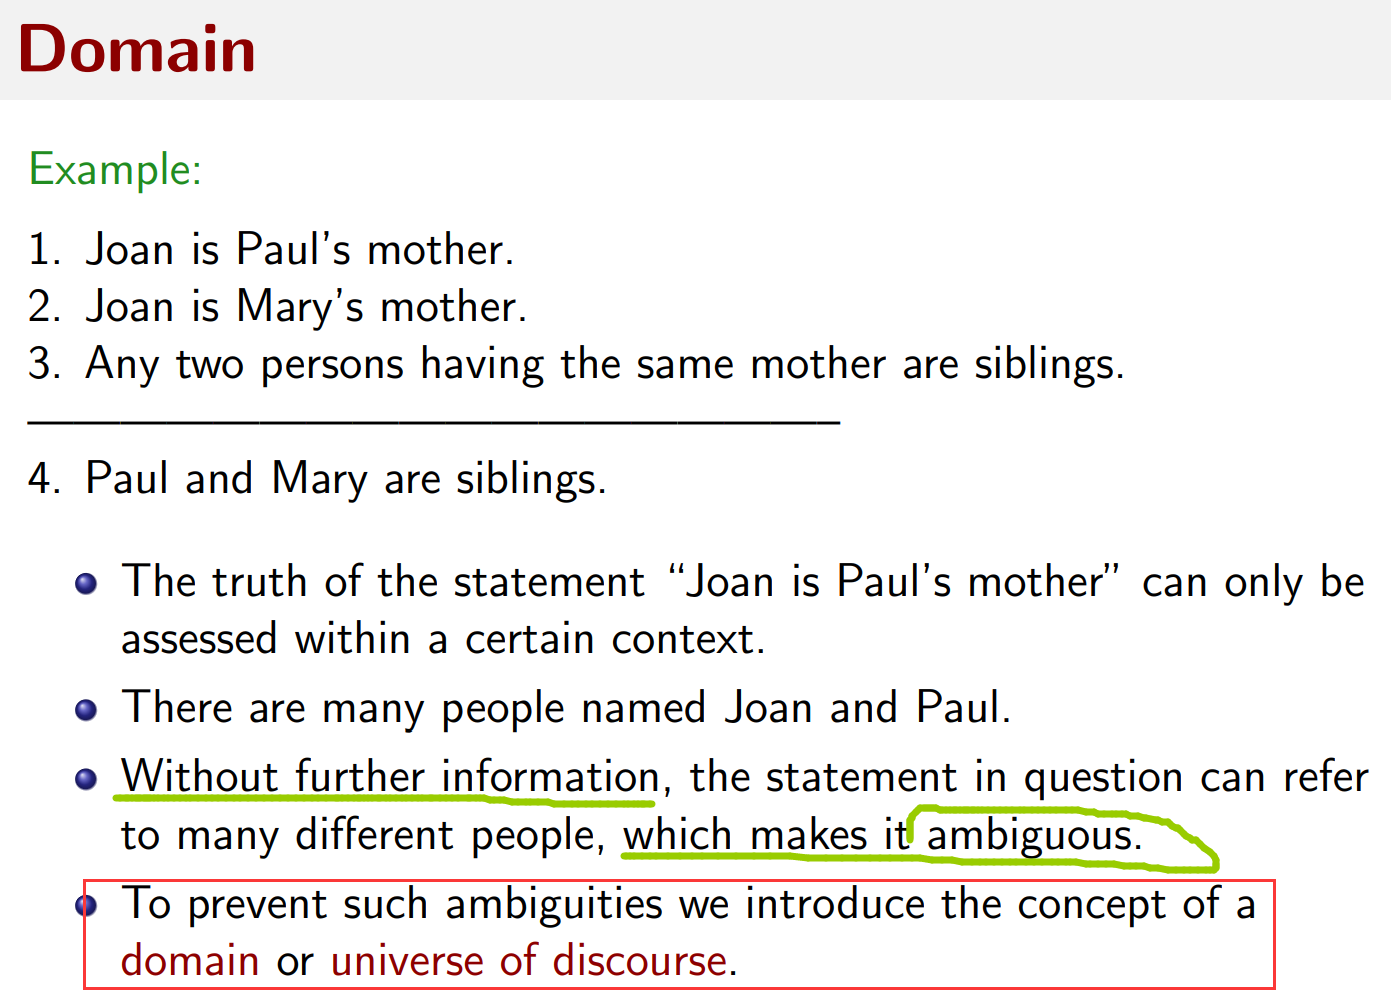 Domain
Example:
1. Joan is Paul's mother.
2. Joan is Mary's mother.
3. Any two persons having the same mother are siblings.
4. Paul and Mary are siblings.
The truth of the statement “Joan is Paul's mother” can only be
assessed within a certain context.
There are many people named Joan and Paul.
Without further information, the statement in question can refer
to many different people, which makes it ambiguous.
To prevent such ambiguities we introduce the concept of a
domain or universe of discourse.